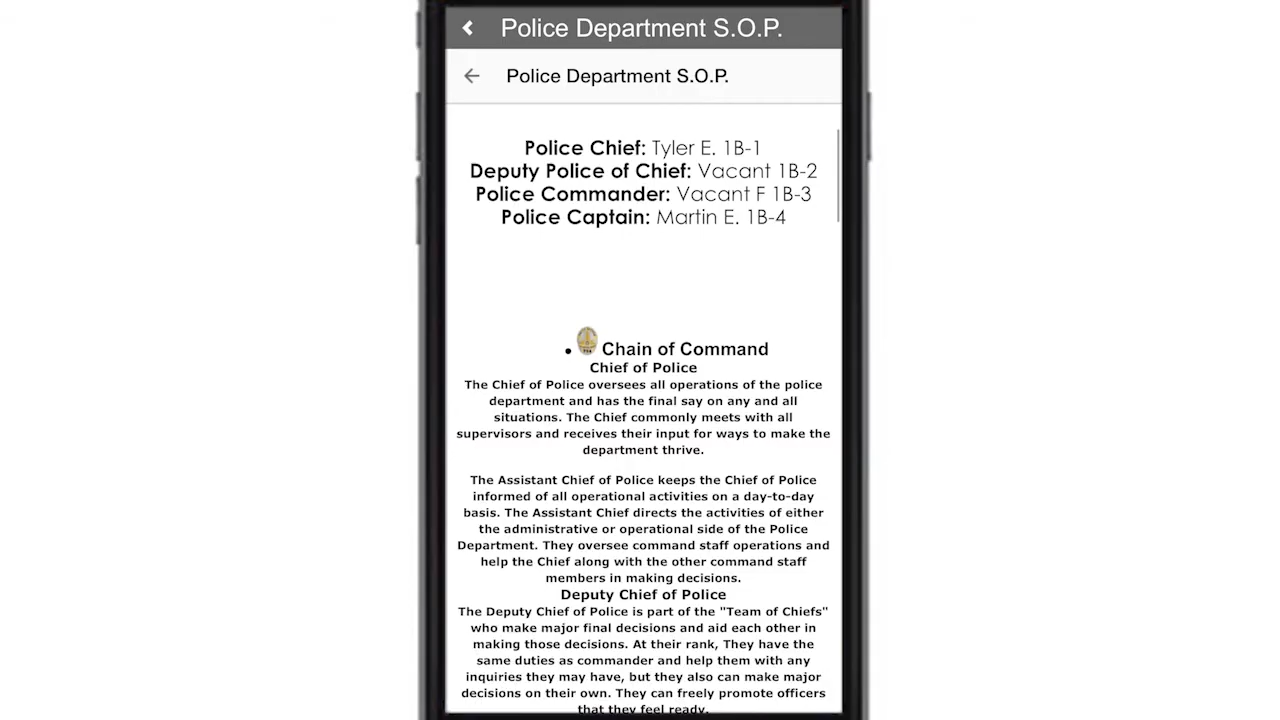 Police Department S.O.P.
Police Department S.O.P.
Police Chief: Tyler E. 1B-1
Deputy Police of Chief: Vacant 1B-2
Police Commander: Vacant F 1B-3
Police Captain: Martin E. 1B-4
• Chain of Command
Chief of Police
The Chief of Police oversees all operations of the police
department and has the final say on any and all
situations. The Chief commonly meets with all
supervisors and receives their input for ways to make the
department thrive.
The Assistant Chief of Police keeps the Chief of Police
informed of all operational activities on a day-to-day
basis. The Assistant Chief directs the activities of either
the administrative or operational side of the Police
Department. They oversee command staff operations and
help the Chief along with the other command staff
members in making decisions.
Deputy Chief of Police
The Deputy Chief of Police is part of the "Team of Chiefs"
who make major final decisions and aid each other in
making those decisions. At their rank, They have the
same duties as commander and help them with any
inquiries they may have, but they also can make major
decisions on their own. They can freely promote officers
that they feel ready.